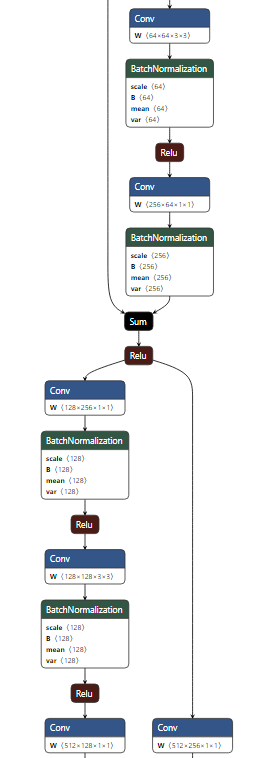 Conv
W ⟨64×64×3×3⟩
BatchNormalization
scale ⟨64⟩
B ⟨64⟩
mean ⟨64⟩
var ⟨64⟩
Relu
Conv
W ⟨256×64×1×1⟩
BatchNormalization
scale ⟨256⟩
B ⟨256⟩
mean ⟨256⟩
var ⟨256⟩
Sum
Relu
Conv
W ⟨128×256×1×1⟩
BatchNormalization
scale ⟨128⟩
B ⟨128⟩
mean ⟨128⟩
var ⟨128⟩
Relu
Conv
W ⟨128×128×3×3⟩
BatchNormalization
scale ⟨128⟩
B ⟨128⟩
mean ⟨128⟩
var ⟨128⟩
Relu
Conv
W ⟨512×128×1×1⟩
Conv
W ⟨512×256×1×1⟩